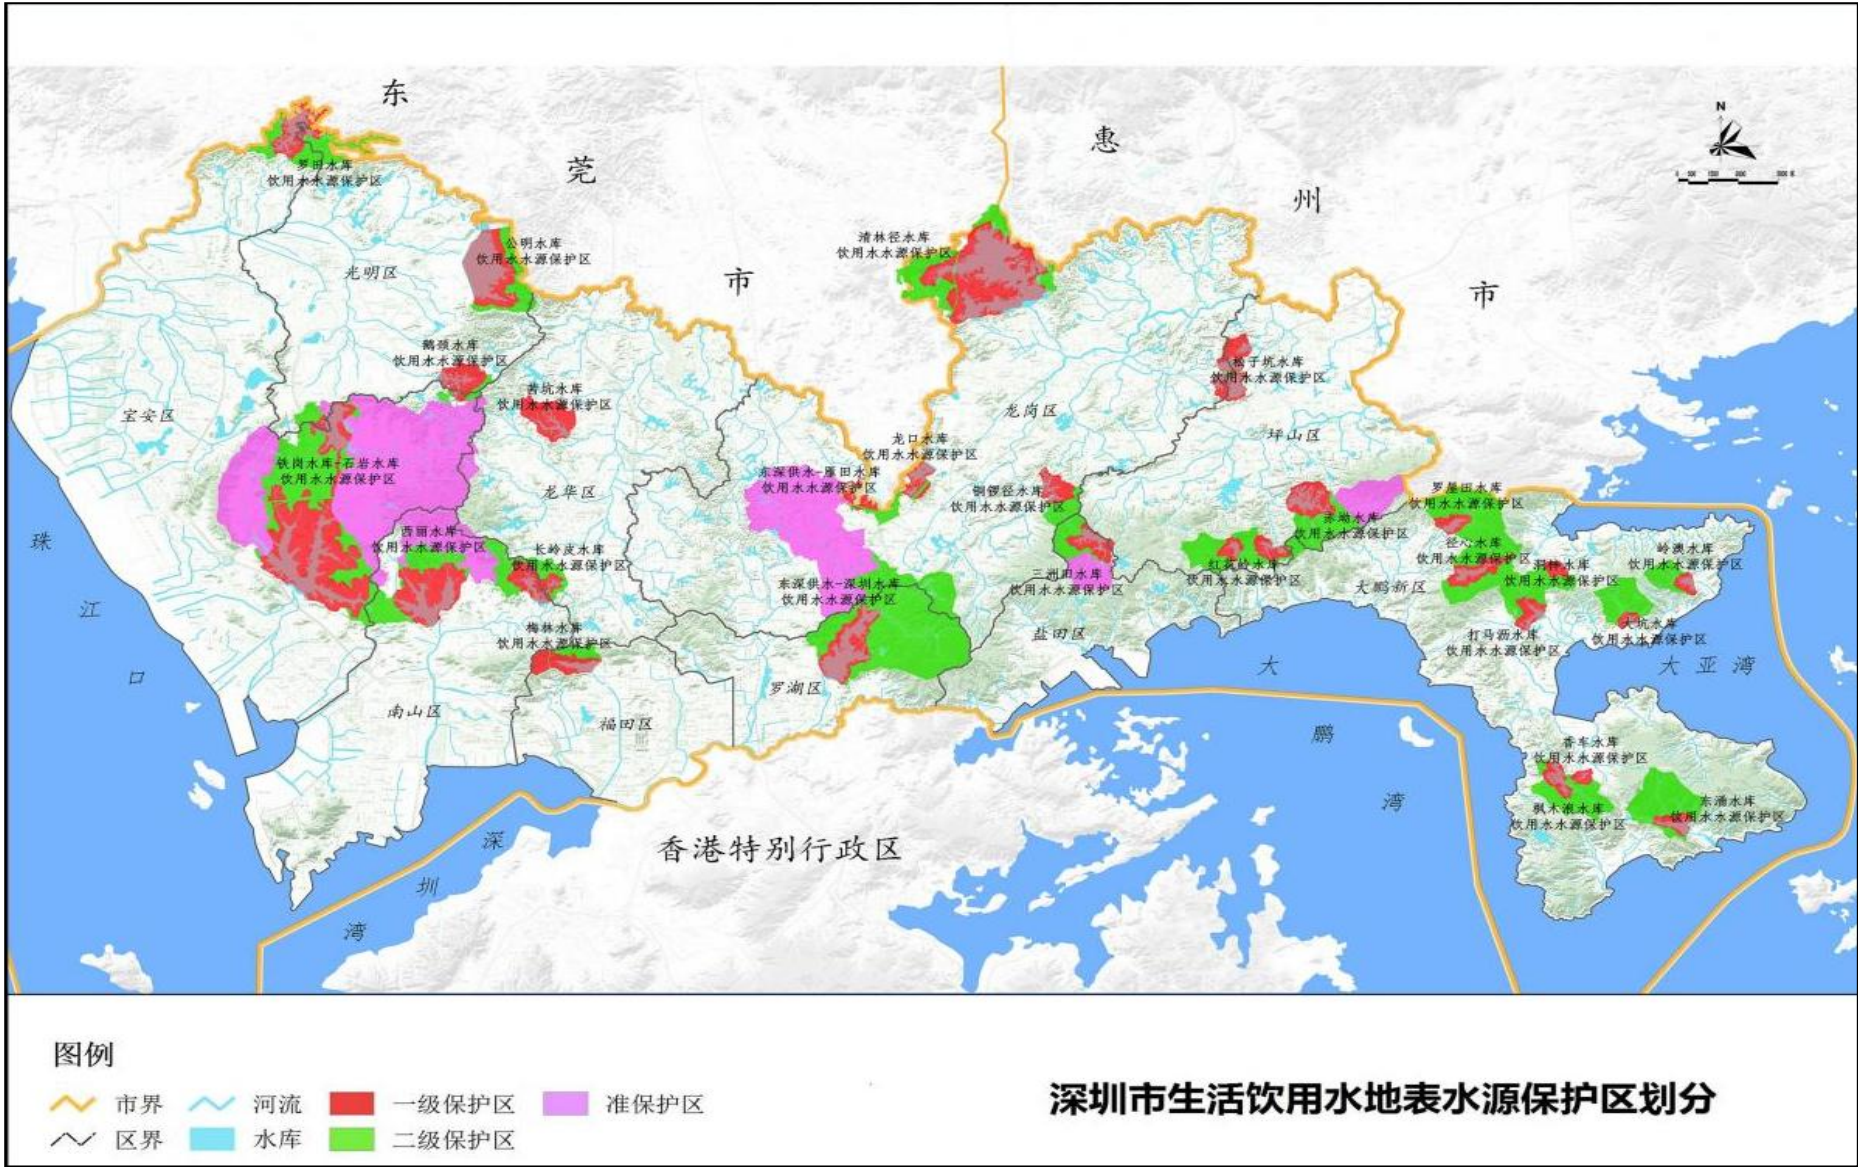 东
莞
市
惠
州
市
N
罗田水库
饮用水水源保护区
公明水库
饮用水水源保护区
清林径水库
饮用水水源保护区
光明区
鹅颈水库
饮用水水源保护区
茜坑水库
饮用水水源保护区
松子坑水库
饮用水水源保护区
宝安区
龙岗区
坪山区
铁岗水库-石岩水库
饮用水水源保护区
龙口水库
饮用水水源保护区
东深供水-雁田水库
饮用水水源保护区
龙华区
铜锣径水库
饮用水水源保护区
罗屋田水库
饮用水水源保护区
赤坳水库
饮用水水源保护区
西丽水库
饮用水水源保护区
长岭皮水库
饮用水水源保护区
径心水库
饮用水水源保护区
岭澳水库
饮用水水源保护区
洞梓水库
饮用水水源保护区
红花岭水库
饮用水水源保护区
三洲田水库
饮用水水源保护区
东深供水-深圳水库
饮用水水源保护区
大鹏新区
梅林水库
饮用水水源保护区
盐田区
打马沥水库
饮用水水源保护区
大坑水库
饮用水水源保护区
珠
江
口
大亚湾
罗湖区
南山区
福田区
大
鹏
湾
香车水库
饮用水水源保护区
枫木浪水库
饮用水水源保护区
东涌水库
饮用水水源保护区
香港特别行政区
深
圳
湾
图例
市界
河流
一级保护区
准保护区
区界
水库
二级保护区
深圳市生活饮用水地表水源保护区划分